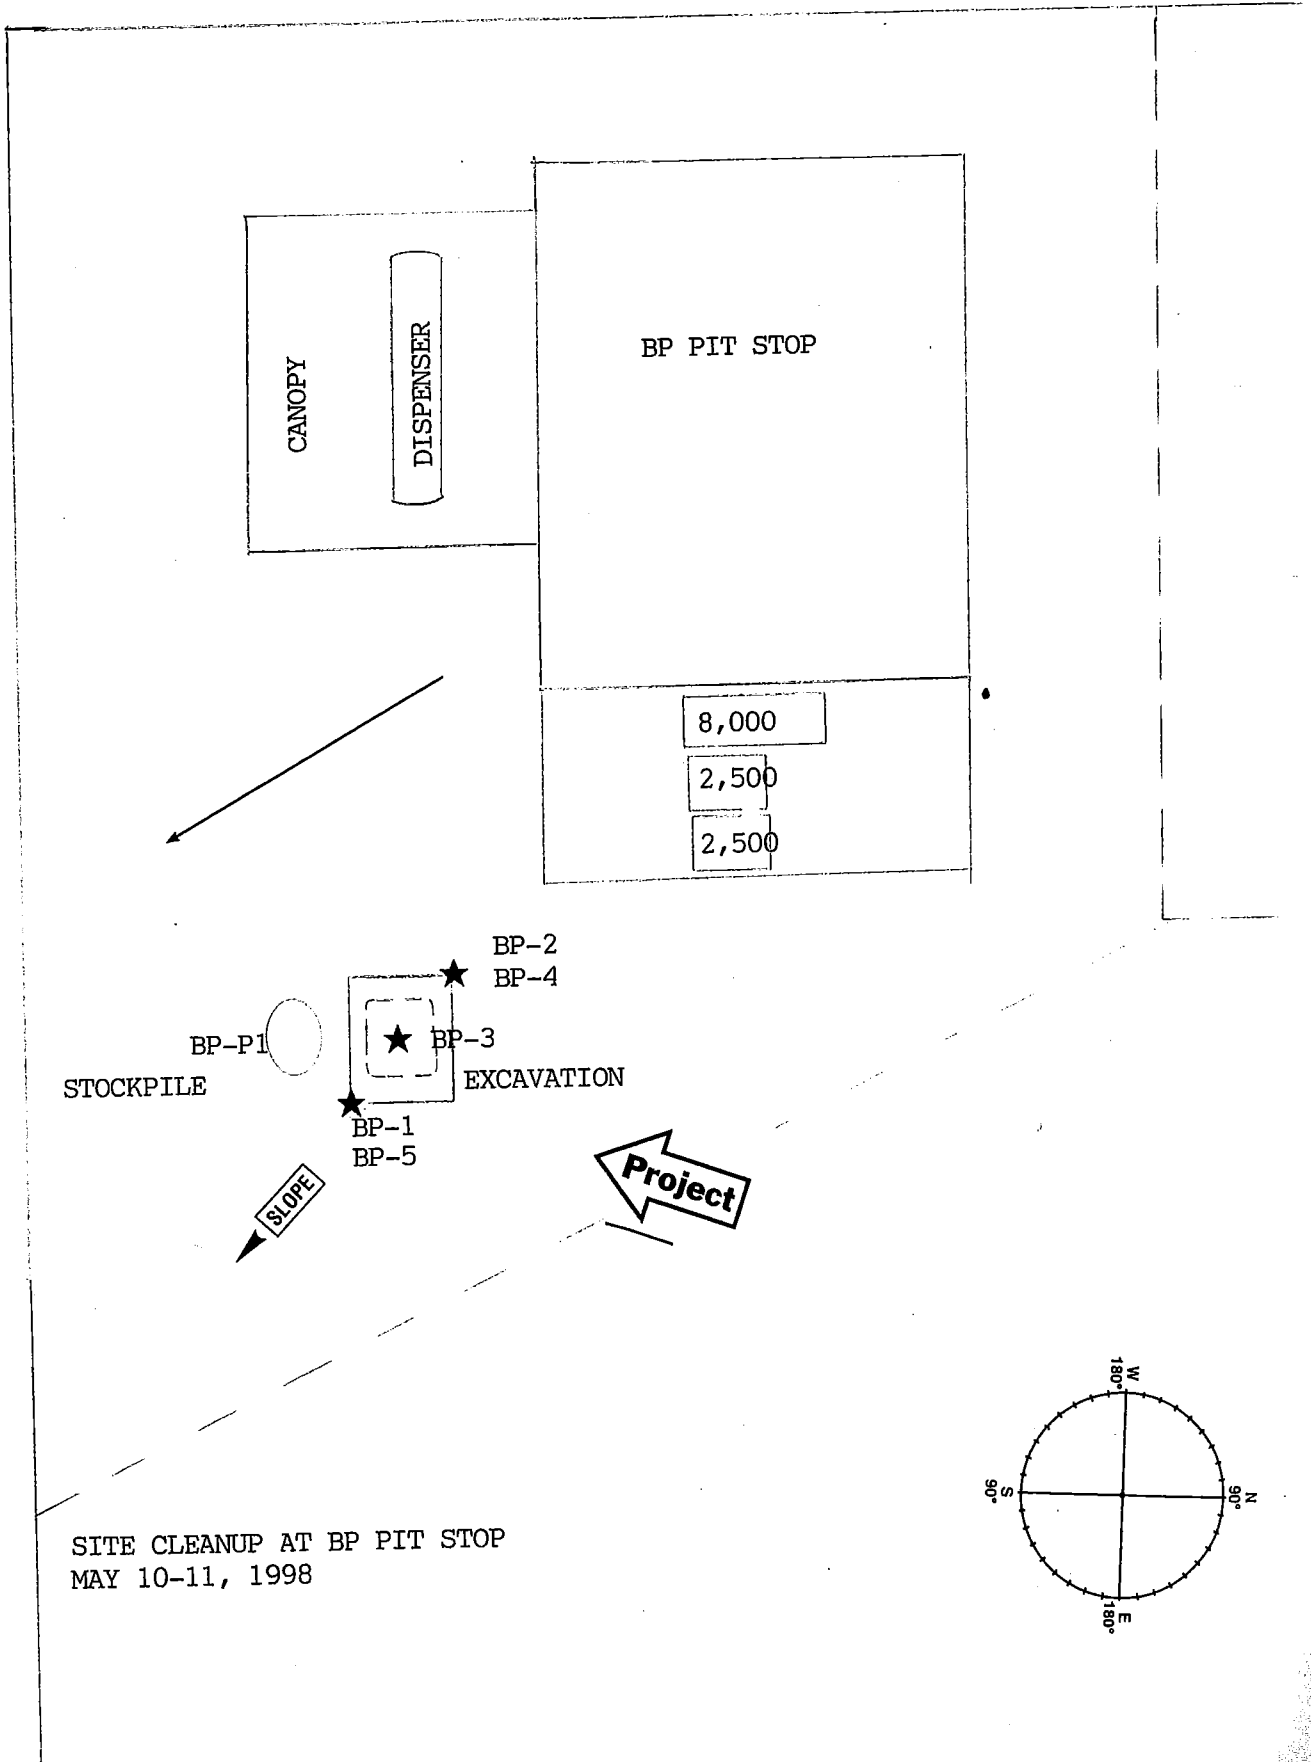 BP PIT STOP
CANOPY
DISPENSER
8,000
2,500
2,500
BP-2
BP-4
BP-P1
BP-3
STOCKPILE
EXCAVATION
BP-1
BP-5
Project
SLOPE
W
180°
90°
S
N
90°
E
180°
SITE CLEANUP AT BP PIT STOP
MAY 10-11, 1998